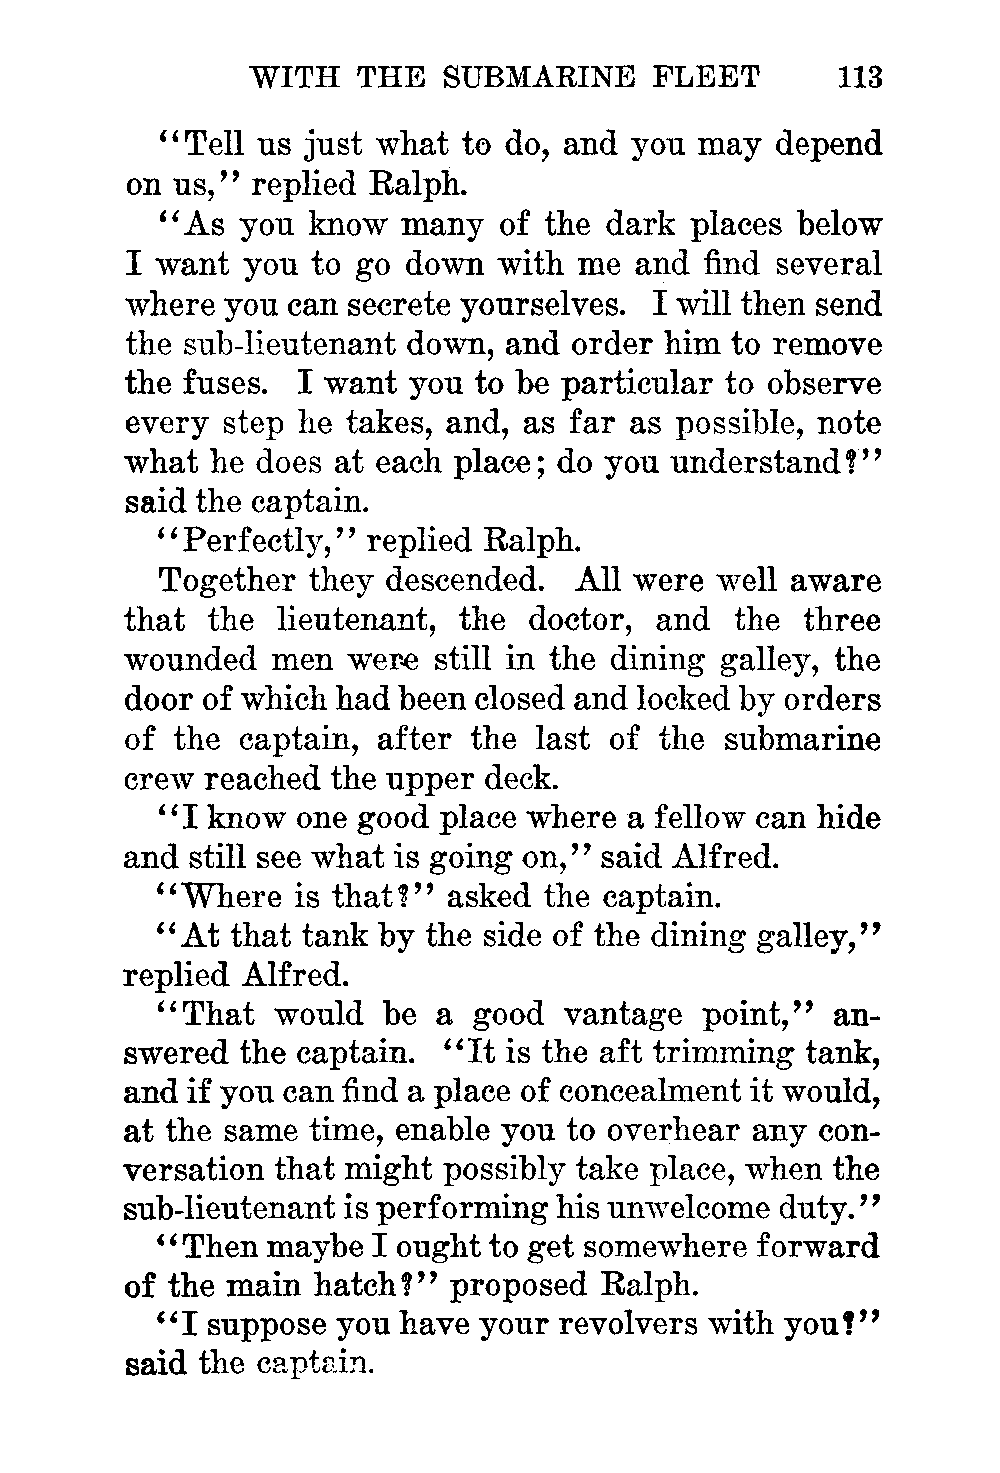 WITH THE SUBMARINE FLEET 113
“Tell us just what to do, and you may depend
on us,” replied Ralph.
“As you know many of the dark places below
I want you to go down with me and find several
where you can secrete yourselves. I will then send
the sub-lieutenant down, and order him to remove
the fuses. I want you to be particular to observe
every step he takes, and, as far as possible, note
what he does at each place; do you understand?”
said the captain.
“Perfectly,” replied Ralph.
Together they descended. All were well aware
that the lieutenant, the doctor, and the three
wounded men were still in the dining galley, the
door of which had been closed and locked by orders
of the captain, after the last of the submarine
crew reached the upper deck.
“I know one good place where a fellow can hide
and still see what is going on,” said Alfred.
“Where is that?” asked the captain.
“At that tank by the side of the dining galley,”
replied Alfred.
“That would be a good vantage point,” an-
swered the captain. “It is the aft trimming tank,
and if you can find a place of concealment it would,
at the same time, enable you to overhear any con-
versation that might possibly take place, when the
sub-lieutenant is performing his unwelcome duty.”
“Then maybe I ought to get somewhere forward
of the main hatch?” proposed Ralph.
“I suppose you have your revolvers with you?”
said the captain.